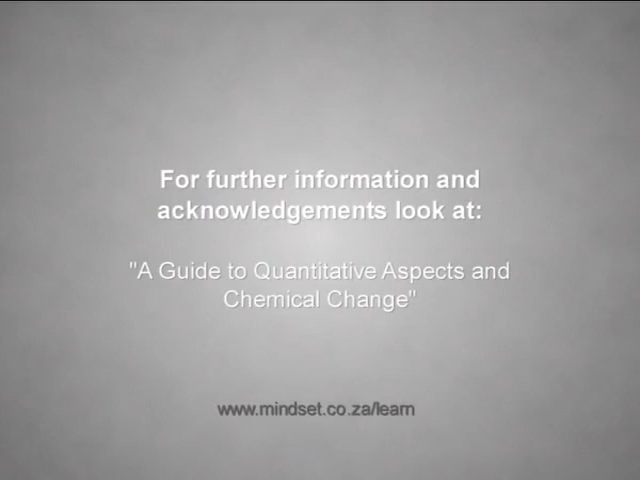 For further information and
acknowledgements look at:
"A Guide to Quantitative Aspects and
Chemical Change"
www.mindset.co.za/learn